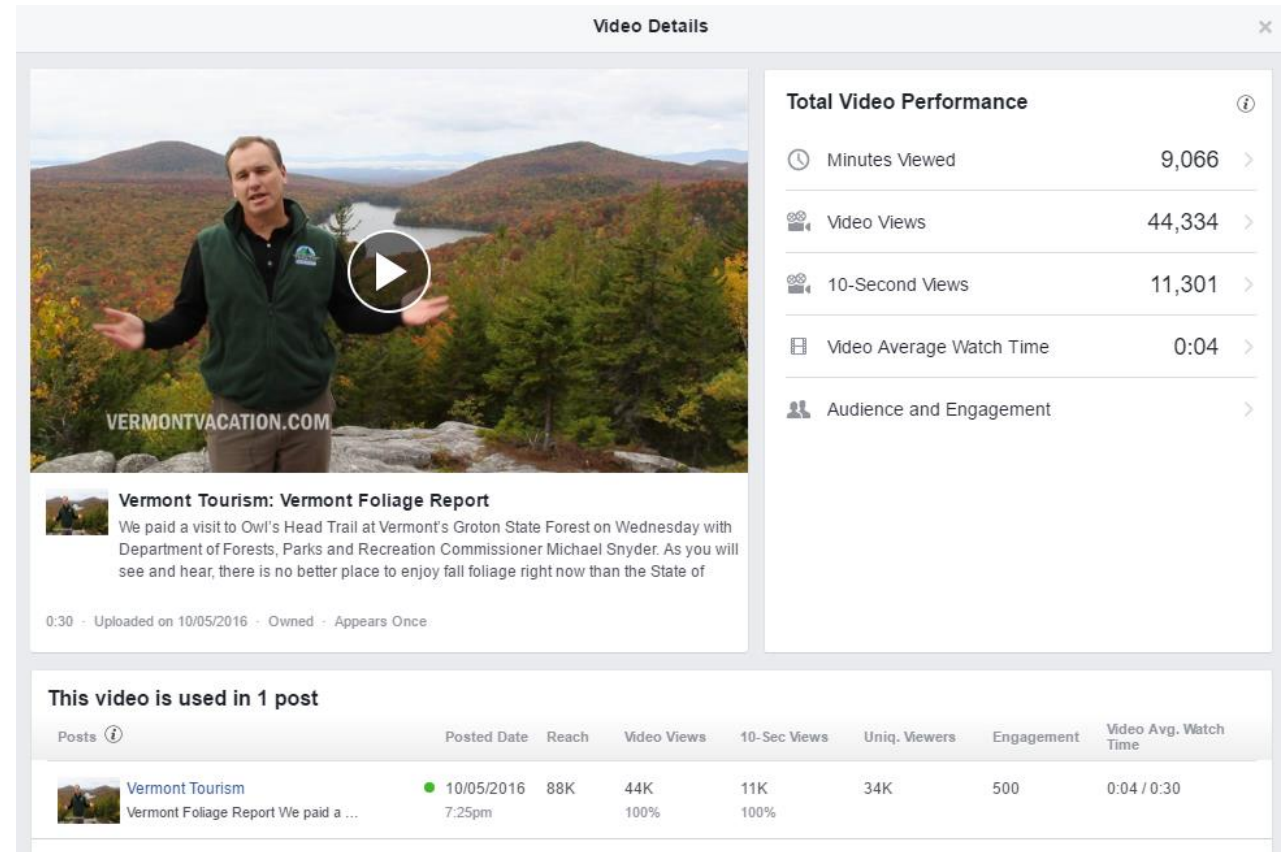 Video Details
VERMONTVACATION.COM
Vermont Tourism: Vermont Foliage Report
We paid a visit to Owl's Head Trail at Vermont's Groton State Forest on Wednesday with
Department of Forests, Parks and Recreation Commissioner Michael Snyder. As you will
see and hear, there is no better place to enjoy fall foliage right now than the State of
0:30 · Uploaded on 10/05/2016 · Owned · Appears Once
Total Video Performance
Minutes Viewed 9,066
Video Views 44,334
10-Second Views 11,301
Video Average Watch Time 0:04
Audience and Engagement
This video is used in 1 post
Posts Posted Date Reach Video Views 10-Sec Views Uniq. Viewers Engagement Video Avg. Watch
Time
Vermont Tourism 10/05/2016 88K 44K 11K 34K 500 0:04 / 0:30
Vermont Foliage Report We paid a ... 7:25pm 100% 100%